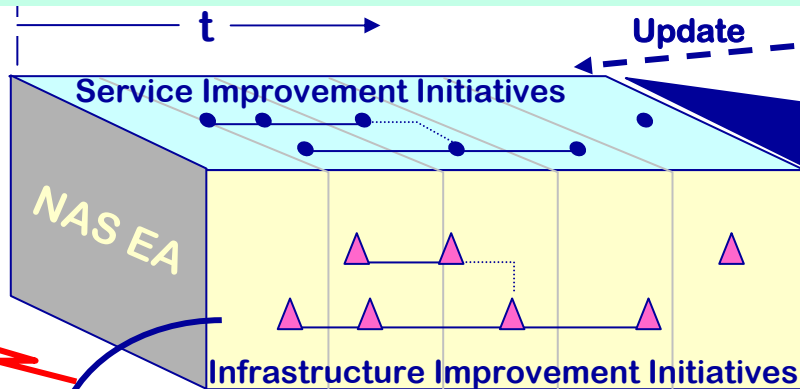 t
Update
Service Improvement Initiatives
NAS EA
Infrastructure Improvement Initiatives